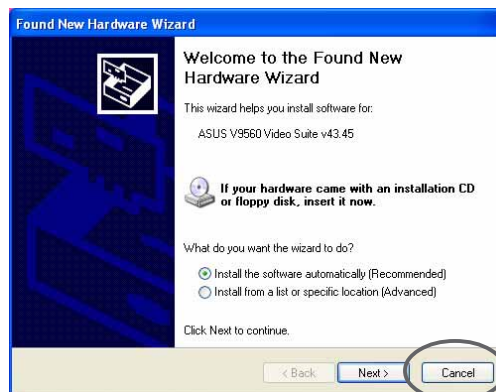 Found New Hardware Wizard
Welcome to the Found New
Hardware Wizard
This wizard helps you install software for:
ASUS V9560 Video Suite v43.45
If your hardware came with an installation CD
or floppy disk, insert it now.
What do you want the wizard to do?
Install the software automatically (Recommended)
Install from a list or specific location (Advanced)
Click Next to continue.
< Back Next > Cancel